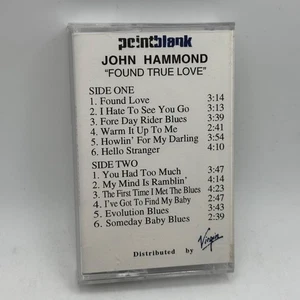 pointblank
JOHN HAMMOND
"FOUND TRUE LOVE"
SIDE ONE
1. Found Love 3:14
2. I Hate To See You Go 3:13
3. Fore Day Rider Blues 3:39
4. Warm It Up To Me 2:41
5. Howlin' For My Darling 3:54
6. Hello Stranger 4:10
SIDE TWO
1. You Had Too Much 3:47
2. My Mind Is Ramblin' 4:14
3. The First Time I Met The Blues 4:21
4. I've Got To Find My Baby 2:47
5. Evolution Blues 3:43
6. Someday Baby Blues 2:39
Distributed by Virgin